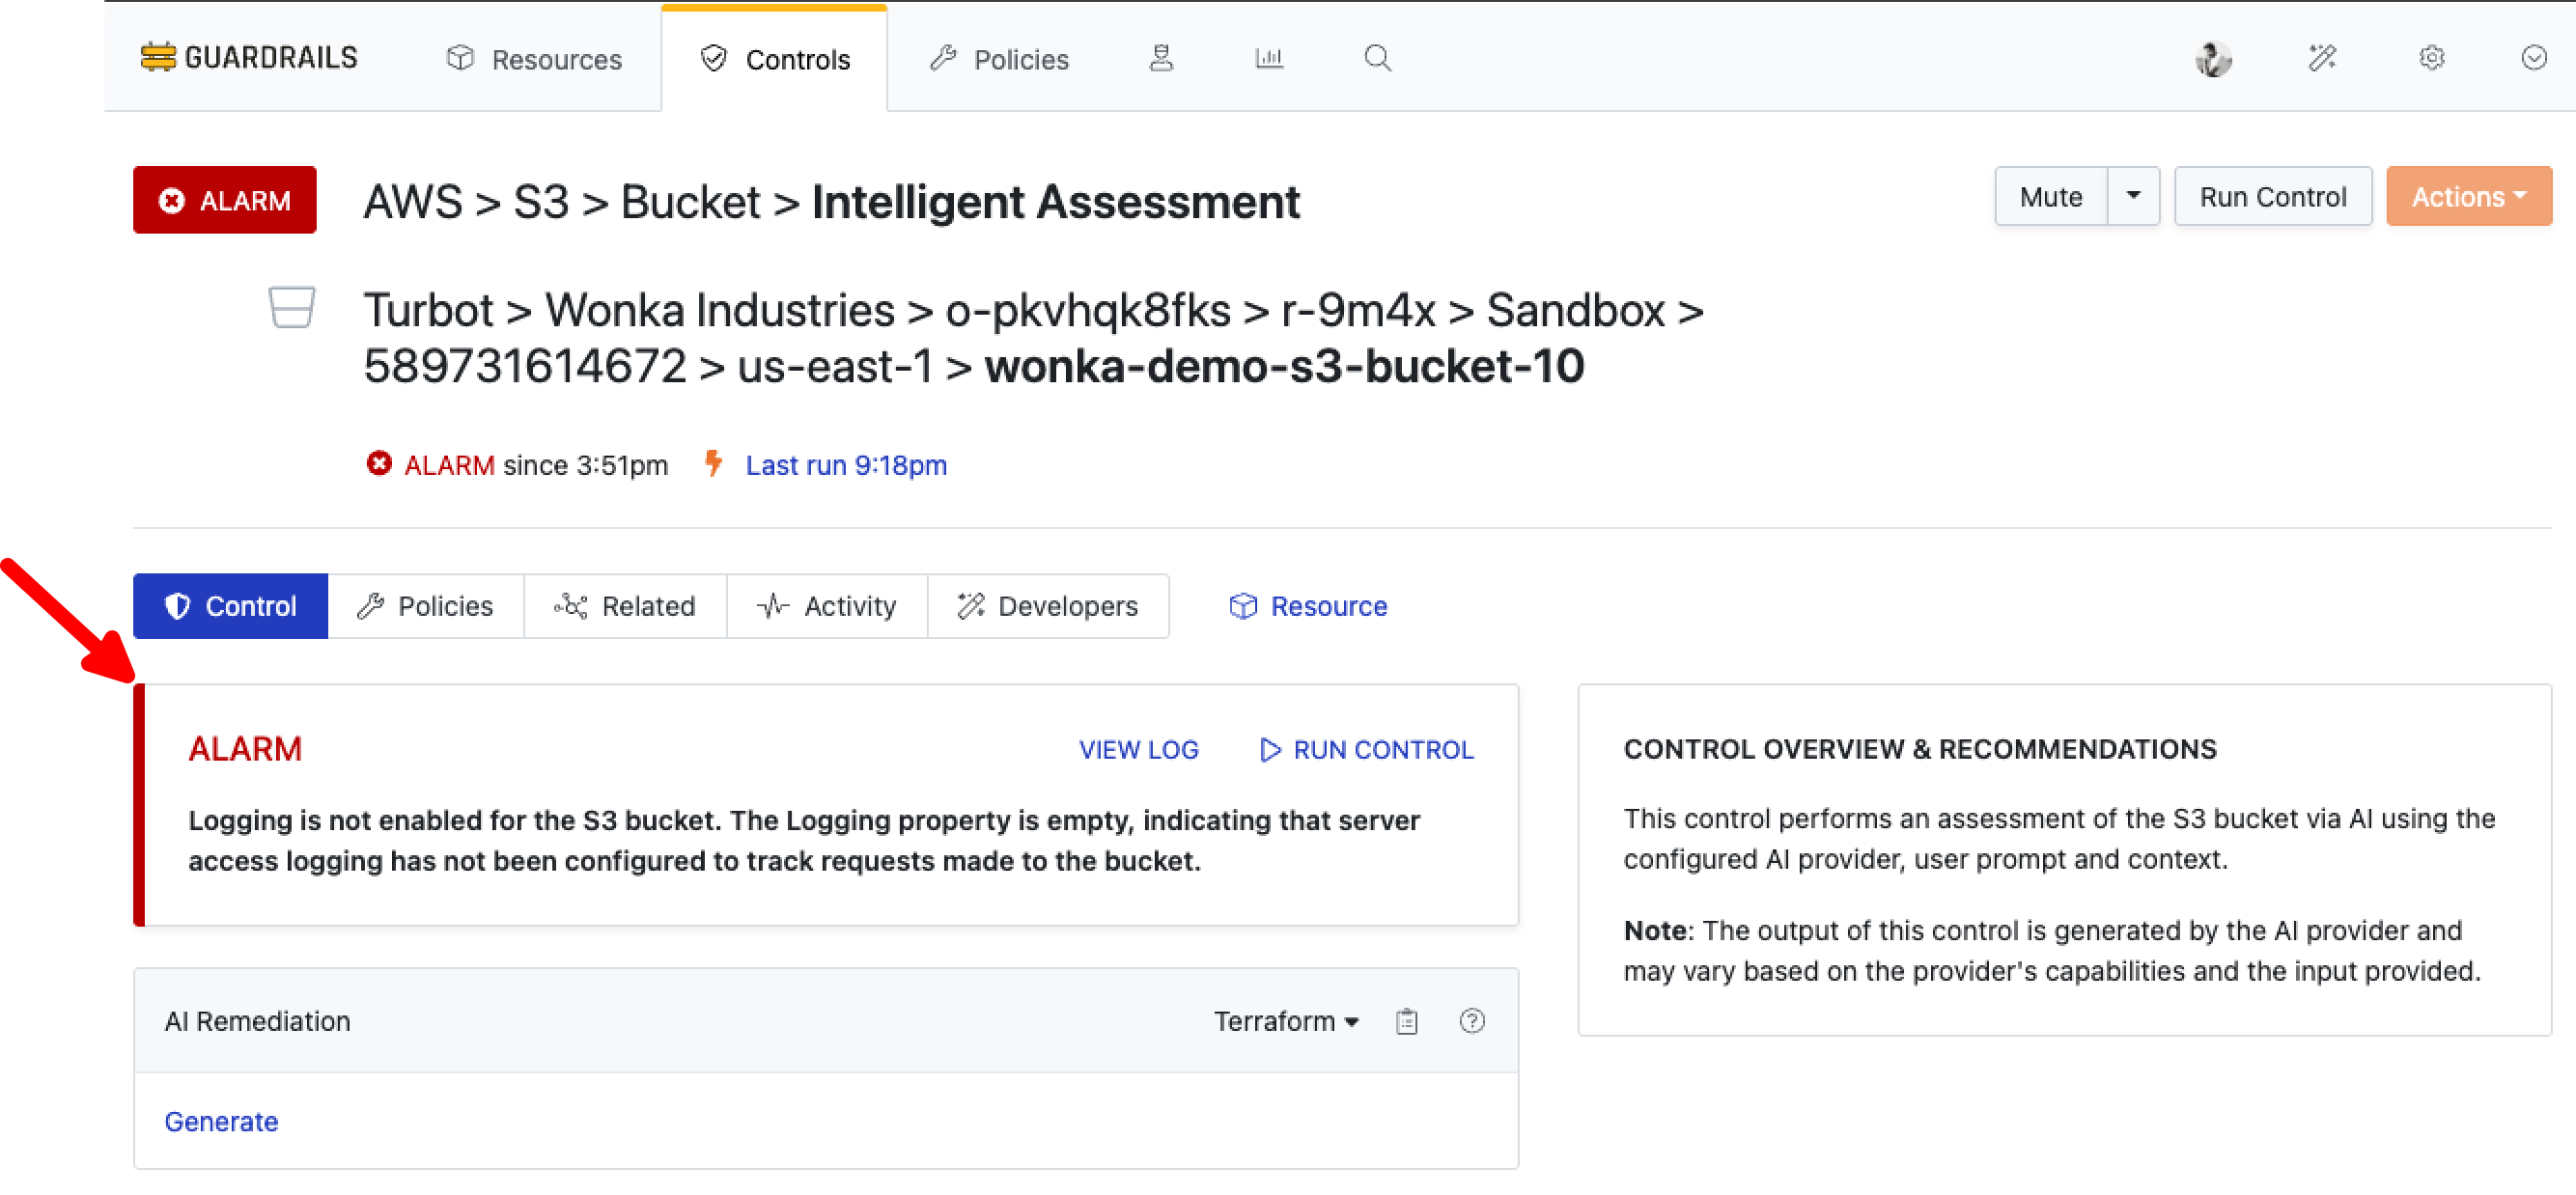 GUARDRAILS Resources Controls Policies
ALARM AWS > S3 > Bucket > Intelligent Assessment Mute Run Control Actions
Turbot > Wonka Industries > o-pkvhqk8fks > r-9m4x > Sandbox >
589731614672 > us-east-1 > wonka-demo-s3-bucket-10
ALARM since 3:51pm Last run 9:18pm
Control Policies Related Activity Developers Resource
ALARM VIEW LOG RUN CONTROL
Logging is not enabled for the S3 bucket. The Logging property is empty, indicating that server
access logging has not been configured to track requests made to the bucket.
AI Remediation Terraform
Generate
CONTROL OVERVIEW & RECOMMENDATIONS
This control performs an assessment of the S3 bucket via AI using the
configured AI provider, user prompt and context.
Note: The output of this control is generated by the AI provider and
may vary based on the provider's capabilities and the input provided.